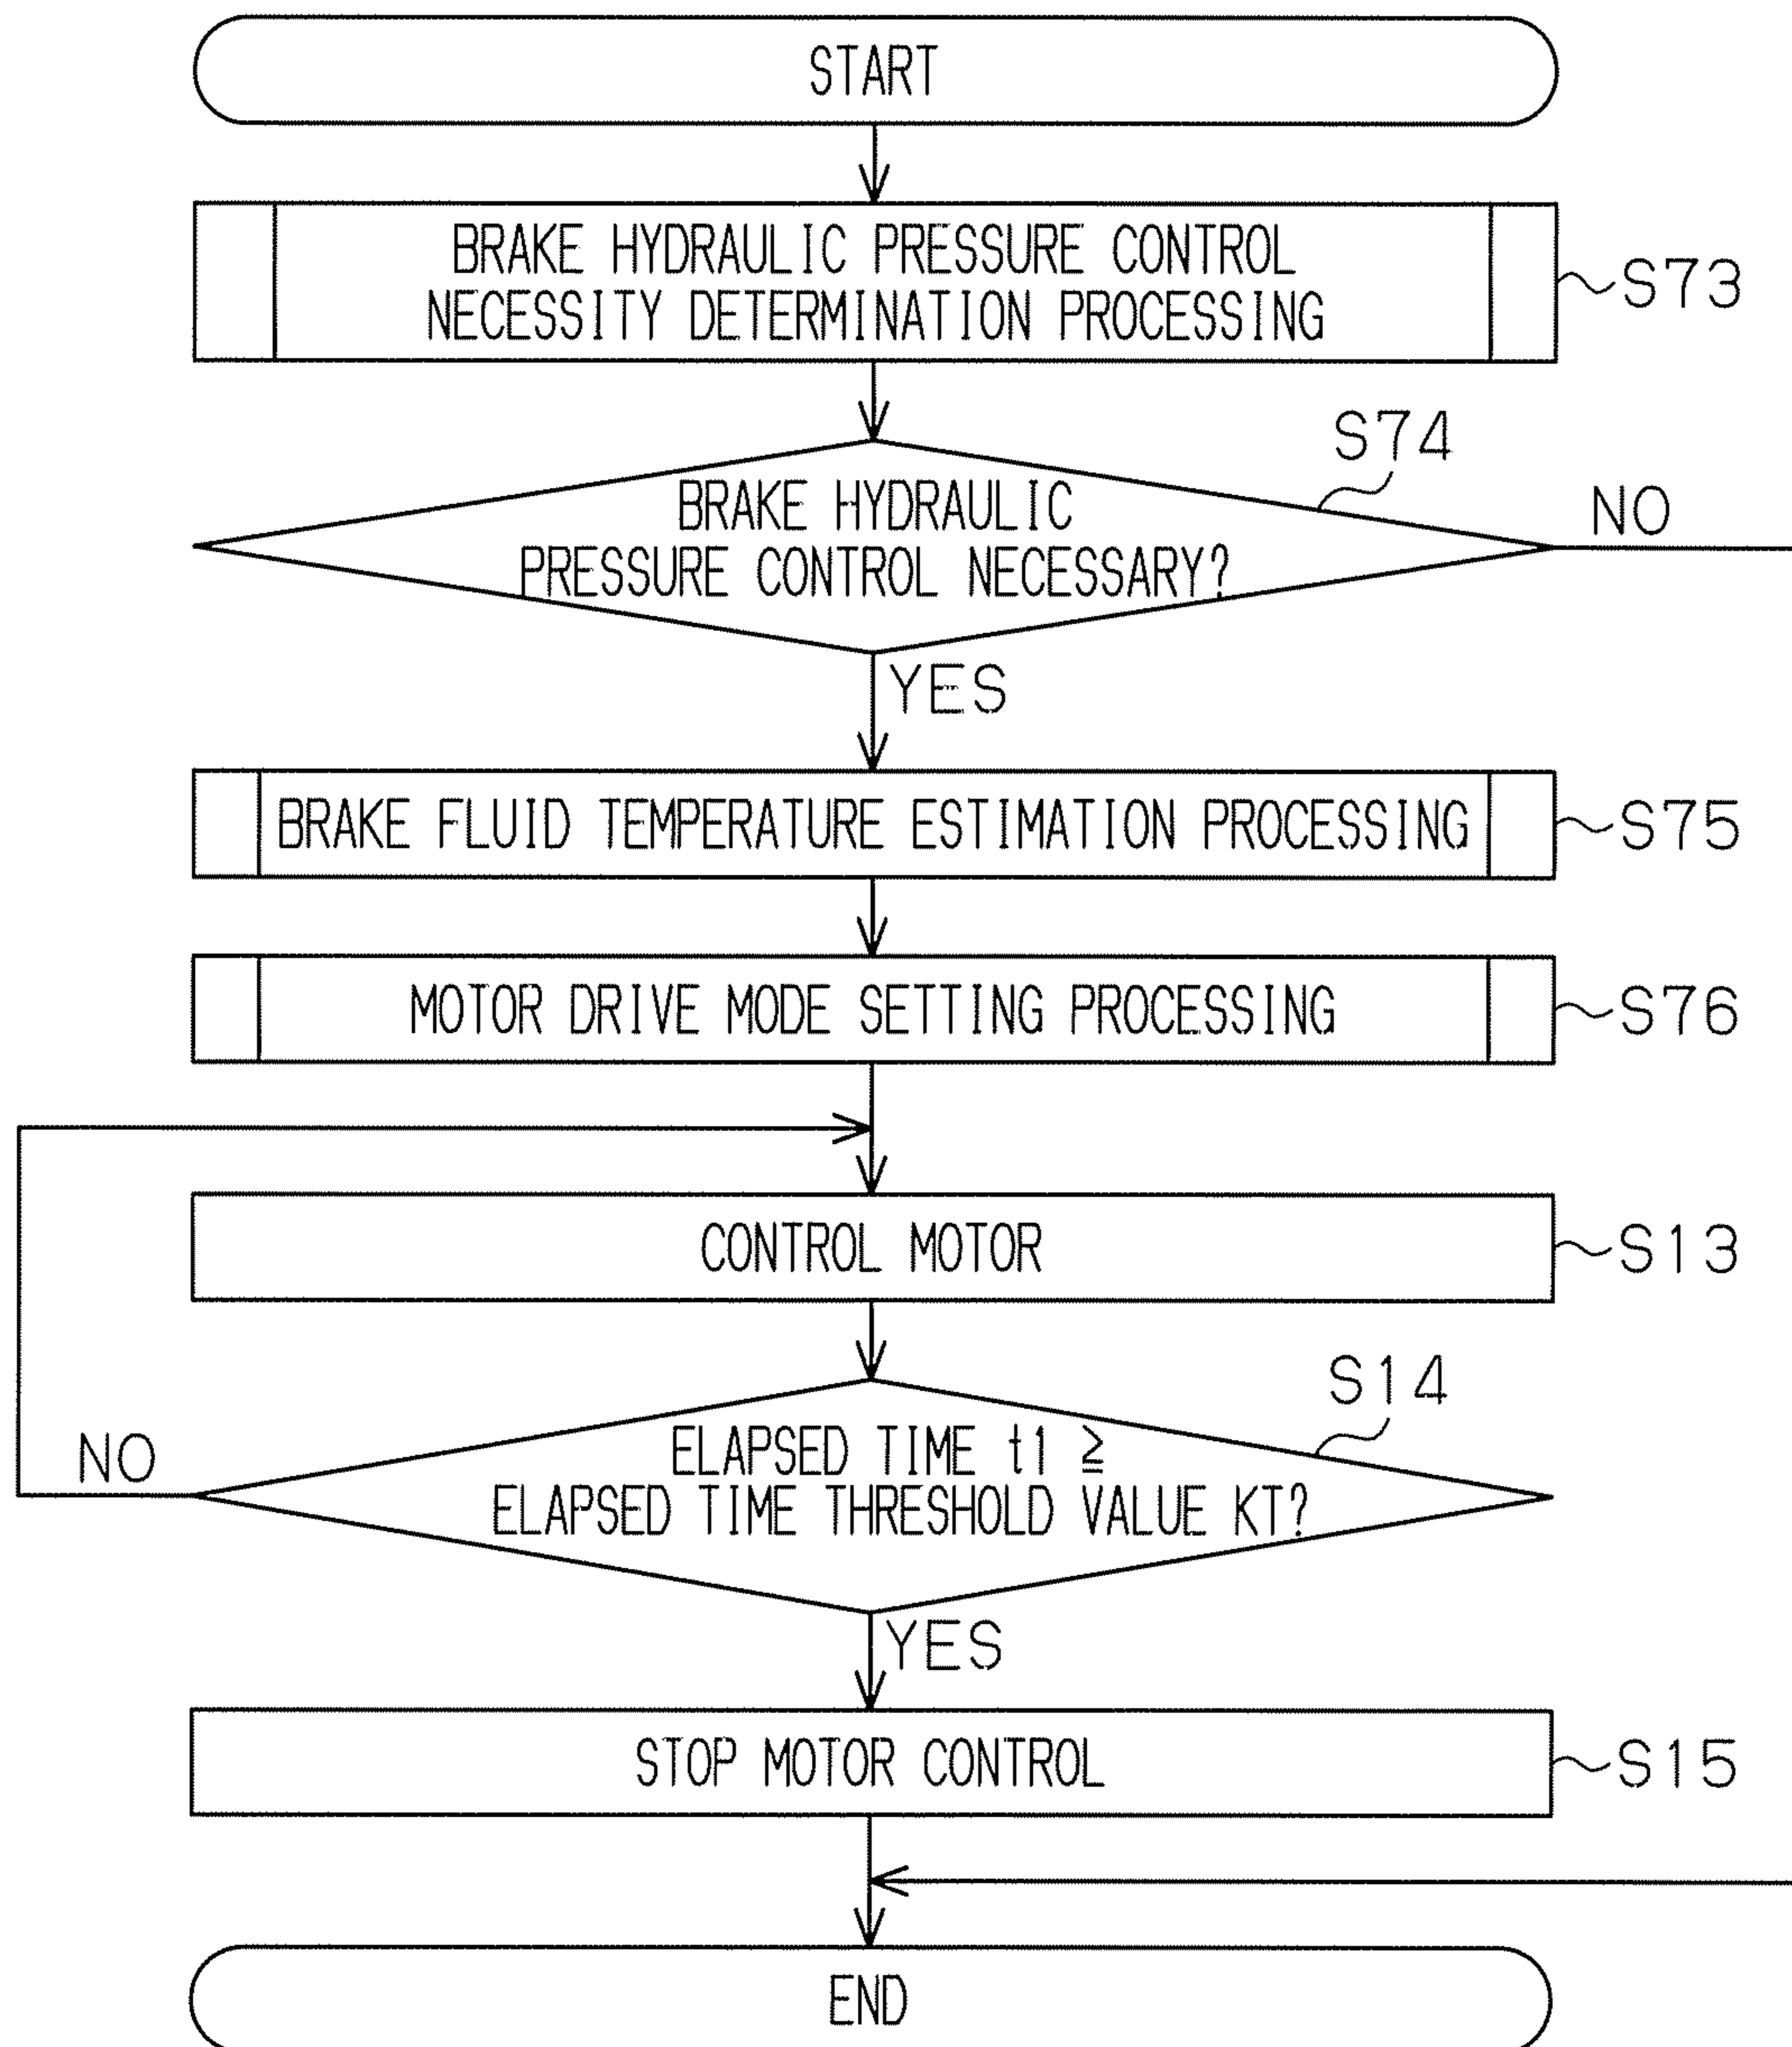 START
BRAKE HYDRAULIC PRESSURE CONTROL
NECESSITY DETERMINATION PROCESSING
S73
S74
BRAKE HYDRAULIC
PRESSURE CONTROL NECESSARY?
NO
YES
BRAKE FLUID TEMPERATURE ESTIMATION PROCESSING
S75
MOTOR DRIVE MODE SETTING PROCESSING
S76
CONTROL MOTOR
S13
S14
ELAPSED TIME t1 ≧
ELAPSED TIME THRESHOLD VALUE KT?
NO
YES
STOP MOTOR CONTROL
S15
END